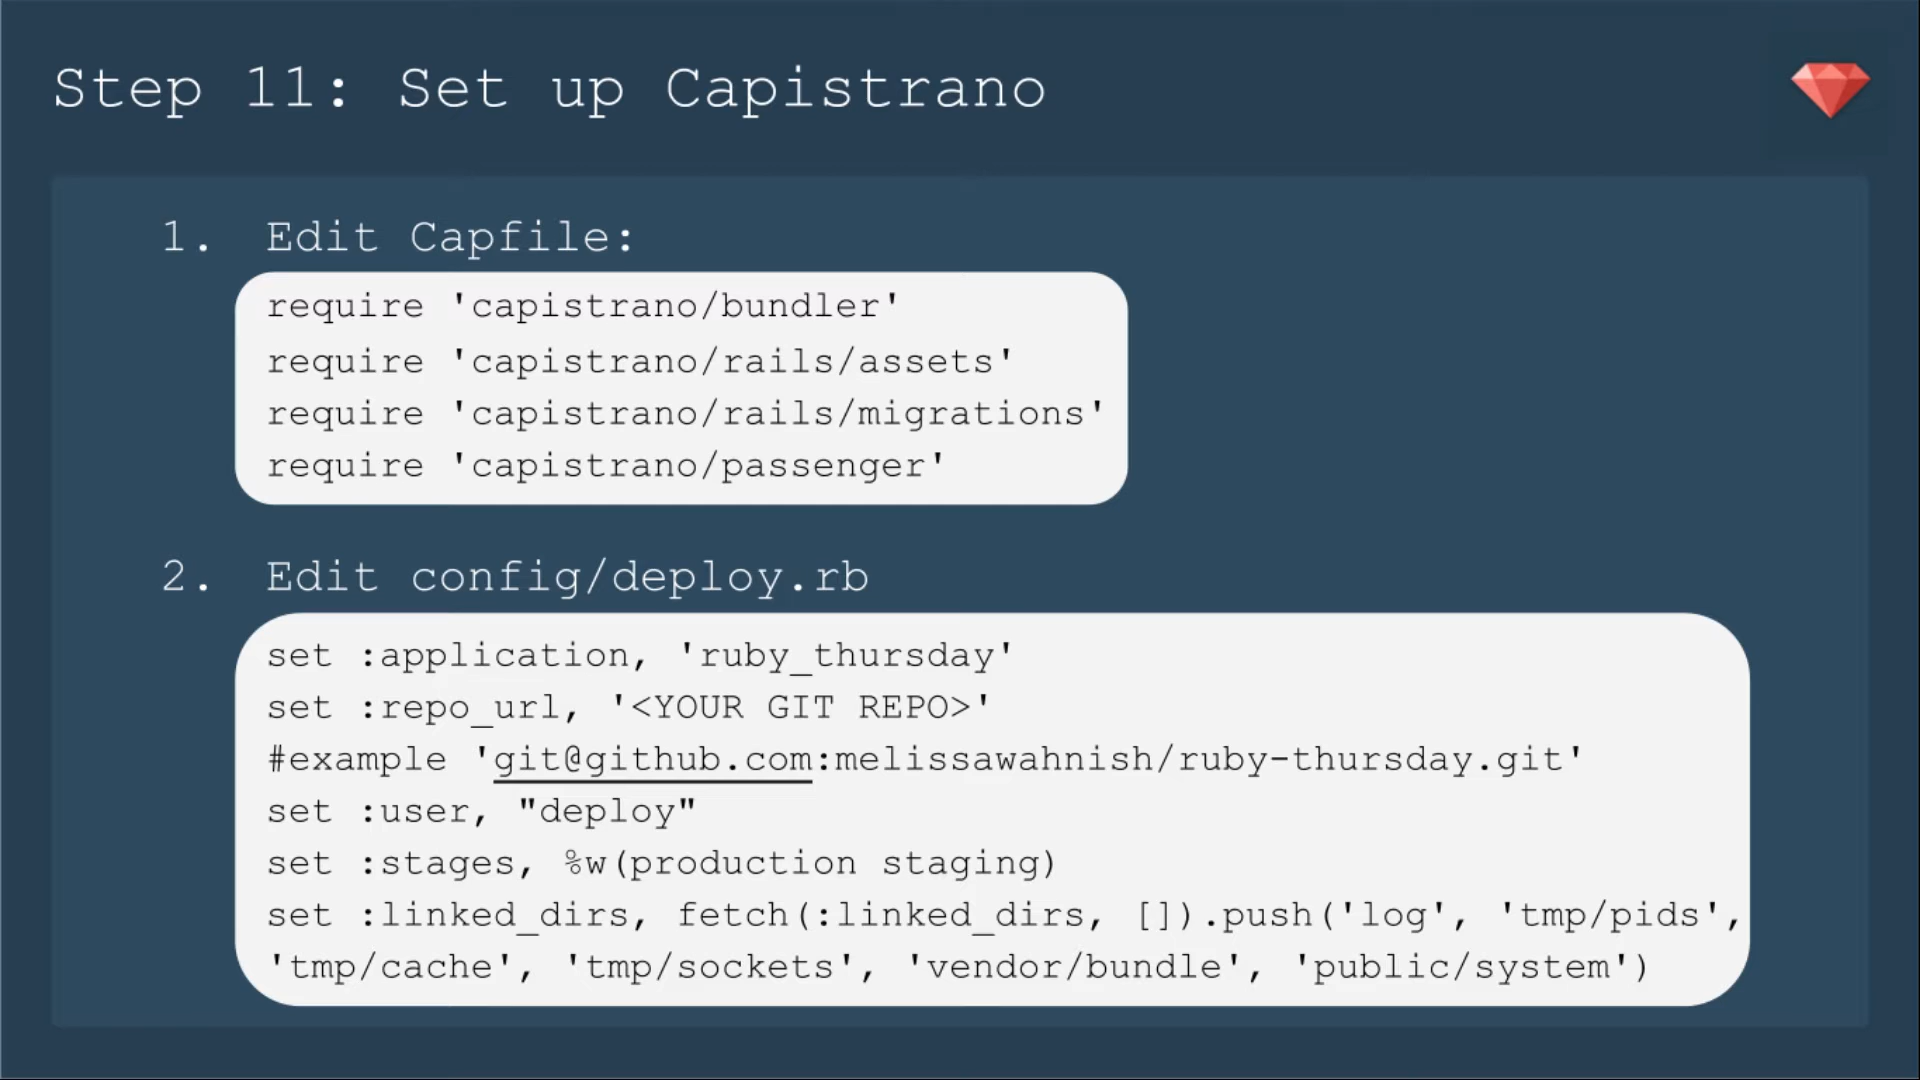 Step 11: Set up Capistrano
1. Edit Capfile:
require 'capistrano/bundler'
require 'capistrano/rails/assets'
require 'capistrano/rails/migrations'
require 'capistrano/passenger'
2. Edit config/deploy.rb
set :application, 'ruby_thursday'
set :repo_url, '<YOUR GIT REPO>'
#example 'git@github.com:melissawahnish/ruby-thursday.git'
set :user, "deploy"
set :stages, %w(production staging)
set :linked_dirs, fetch(:linked_dirs, []).push('log', 'tmp/pids',
'tmp/cache', 'tmp/sockets', 'vendor/bundle', 'public/system')